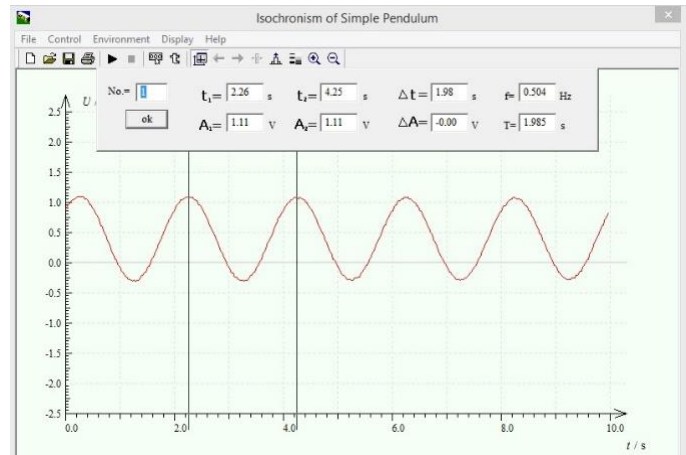 Isochronism of Simple Pendulum
File Control Environment Display Help
No.= 1 t₁= 2.26 s t₂= 4.25 s △t= 1.98 s f= 0.504 Hz
ok A₁= 1.11 V A₂= 1.11 V △A= -0.00 V T= 1.985 s
U /
2.5
2.0
1.5
1.0
0.5
0.0
-0.5
-1.0
-1.5
-2.0
-2.5
0.0 2.0 4.0 6.0 8.0 10.0
t / s